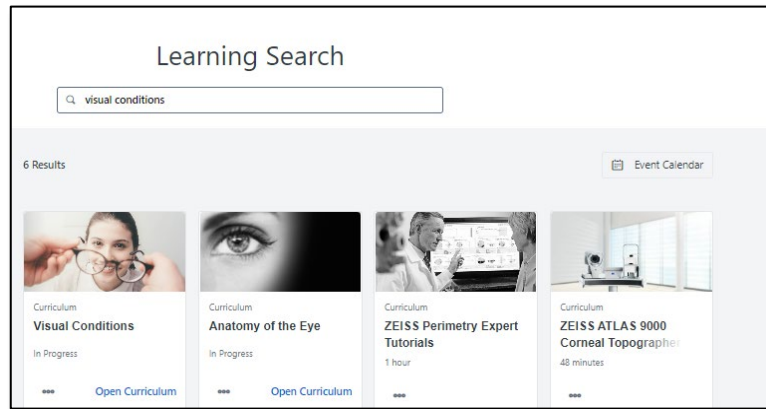 Learning Search
visual conditions
6 Results
Event Calendar
Curriculum
Visual Conditions
In Progress
Open Curriculum
Curriculum
Anatomy of the Eye
In Progress
Open Curriculum
Curriculum
ZEISS Perimetry Expert
Tutorials
1 hour
Curriculum
ZEISS ATLAS 9000
Corneal Topographer
48 minutes